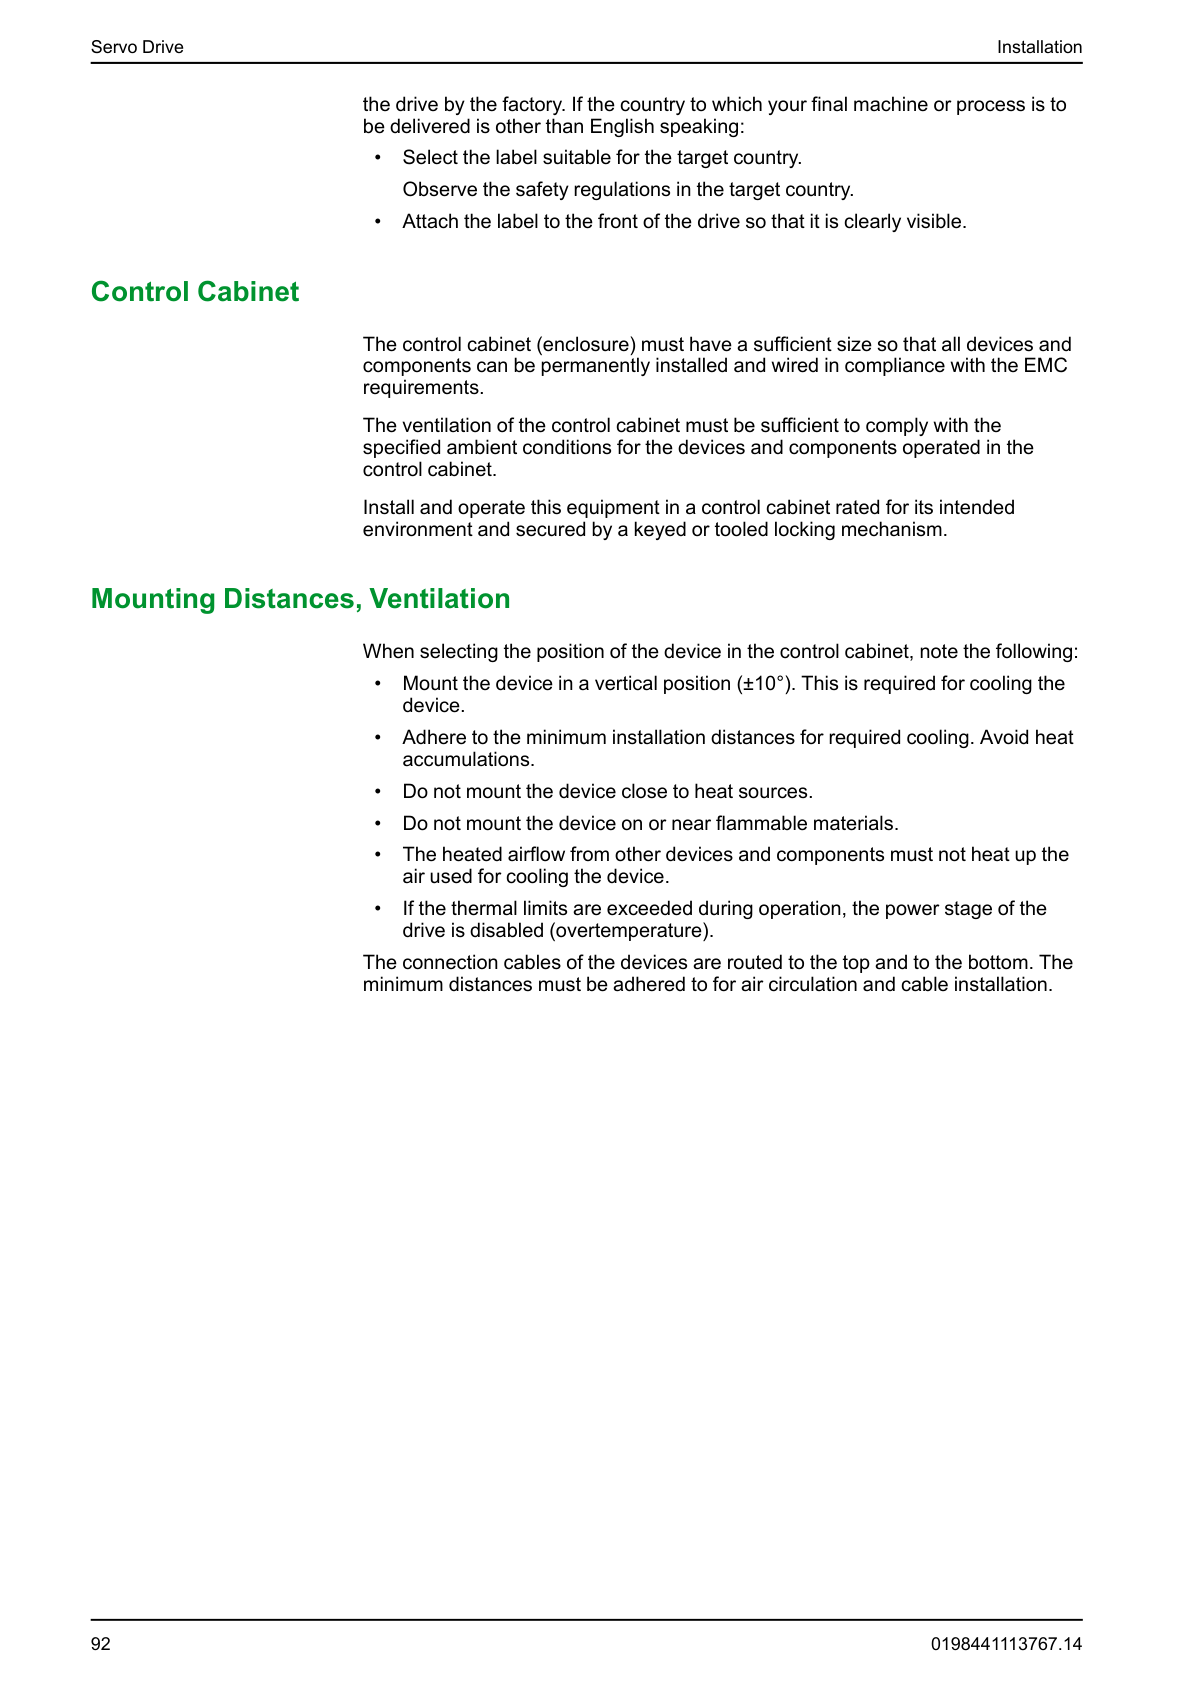 Servo Drive
Installation
the drive by the factory. If the country to which your final machine or process is to
be delivered is other than English speaking:
• Select the label suitable for the target country.
Observe the safety regulations in the target country.
• Attach the label to the front of the drive so that it is clearly visible.
Control Cabinet
The control cabinet (enclosure) must have a sufficient size so that all devices and
components can be permanently installed and wired in compliance with the EMC
requirements.
The ventilation of the control cabinet must be sufficient to comply with the
specified ambient conditions for the devices and components operated in the
control cabinet.
Install and operate this equipment in a control cabinet rated for its intended
environment and secured by a keyed or tooled locking mechanism.
Mounting Distances, Ventilation
When selecting the position of the device in the control cabinet, note the following:
• Mount the device in a vertical position (±10°). This is required for cooling the
device.
• Adhere to the minimum installation distances for required cooling. Avoid heat
accumulations.
• Do not mount the device close to heat sources.
• Do not mount the device on or near flammable materials.
• The heated airflow from other devices and components must not heat up the
air used for cooling the device.
• If the thermal limits are exceeded during operation, the power stage of the
drive is disabled (overtemperature).
The connection cables of the devices are routed to the top and to the bottom. The
minimum distances must be adhered to for air circulation and cable installation.
92
0198441113767.14